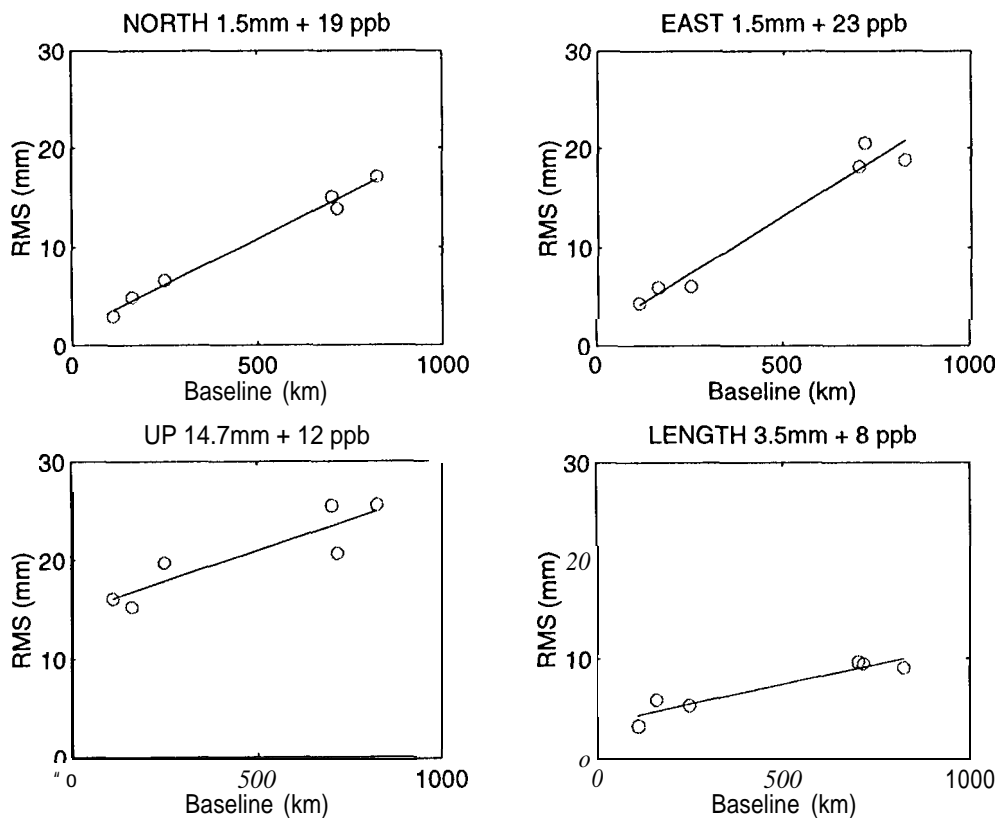 NORTH 1.5mm + 19 ppb
30
20
10
0
RMS (mm)
0 500 1000
Baseline (km)
EAST 1.5mm + 23 ppb
30
20
10
0
RMS (mm)
0 500 1000
Baseline (km)
UP 14.7mm + 12 ppb
30
20
10
0
RMS (mm)
" 0 500 1000
Baseline (km)
LENGTH 3.5mm + 8 ppb
30
20
10
0
RMS (mm)
0 500 1000
Baseline (km)